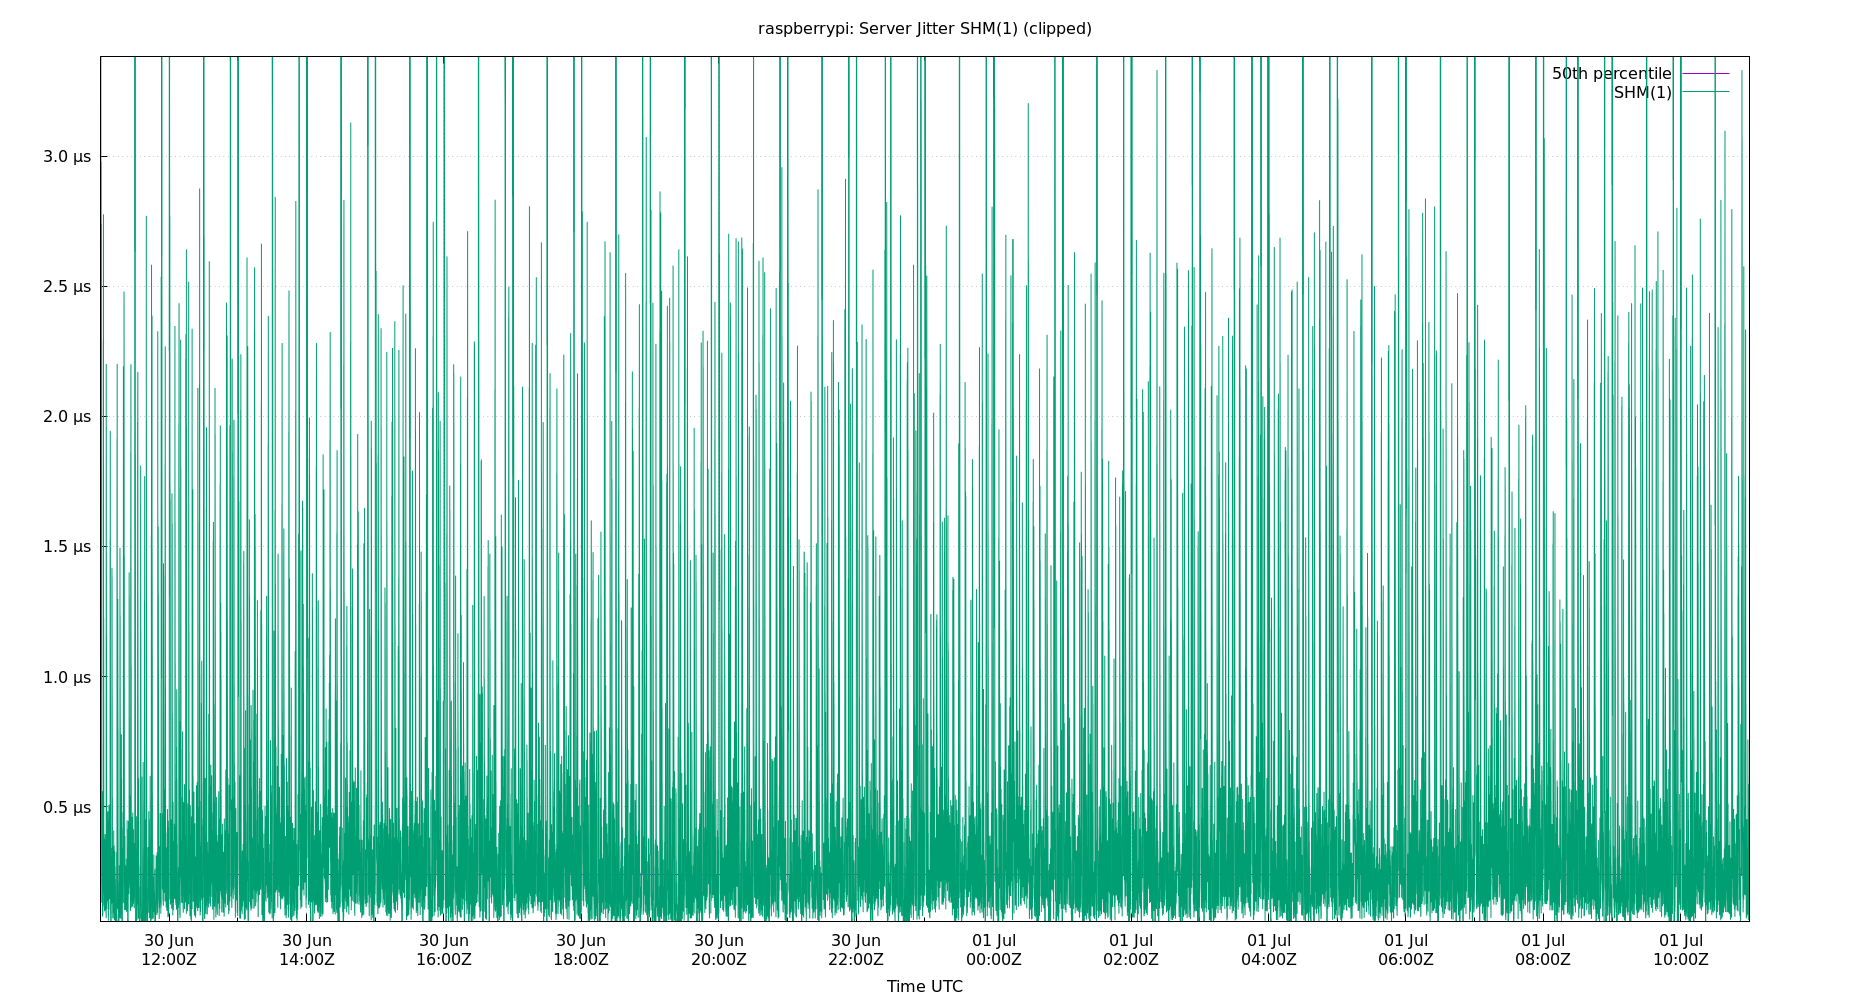 raspberrypi: Server Jitter SHM(1) (clipped)
50th percentile
SHM(1)
3.0 µs
2.5 µs
2.0 µs
1.5 µs
1.0 µs
0.5 µs
30 Jun 30 Jun 30 Jun 30 Jun 30 Jun 30 Jun 01 Jul 01 Jul 01 Jul 01 Jul 01 Jul 01 Jul
12:00Z 14:00Z 16:00Z 18:00Z 20:00Z 22:00Z 00:00Z 02:00Z 04:00Z 06:00Z 08:00Z 10:00Z
Time UTC